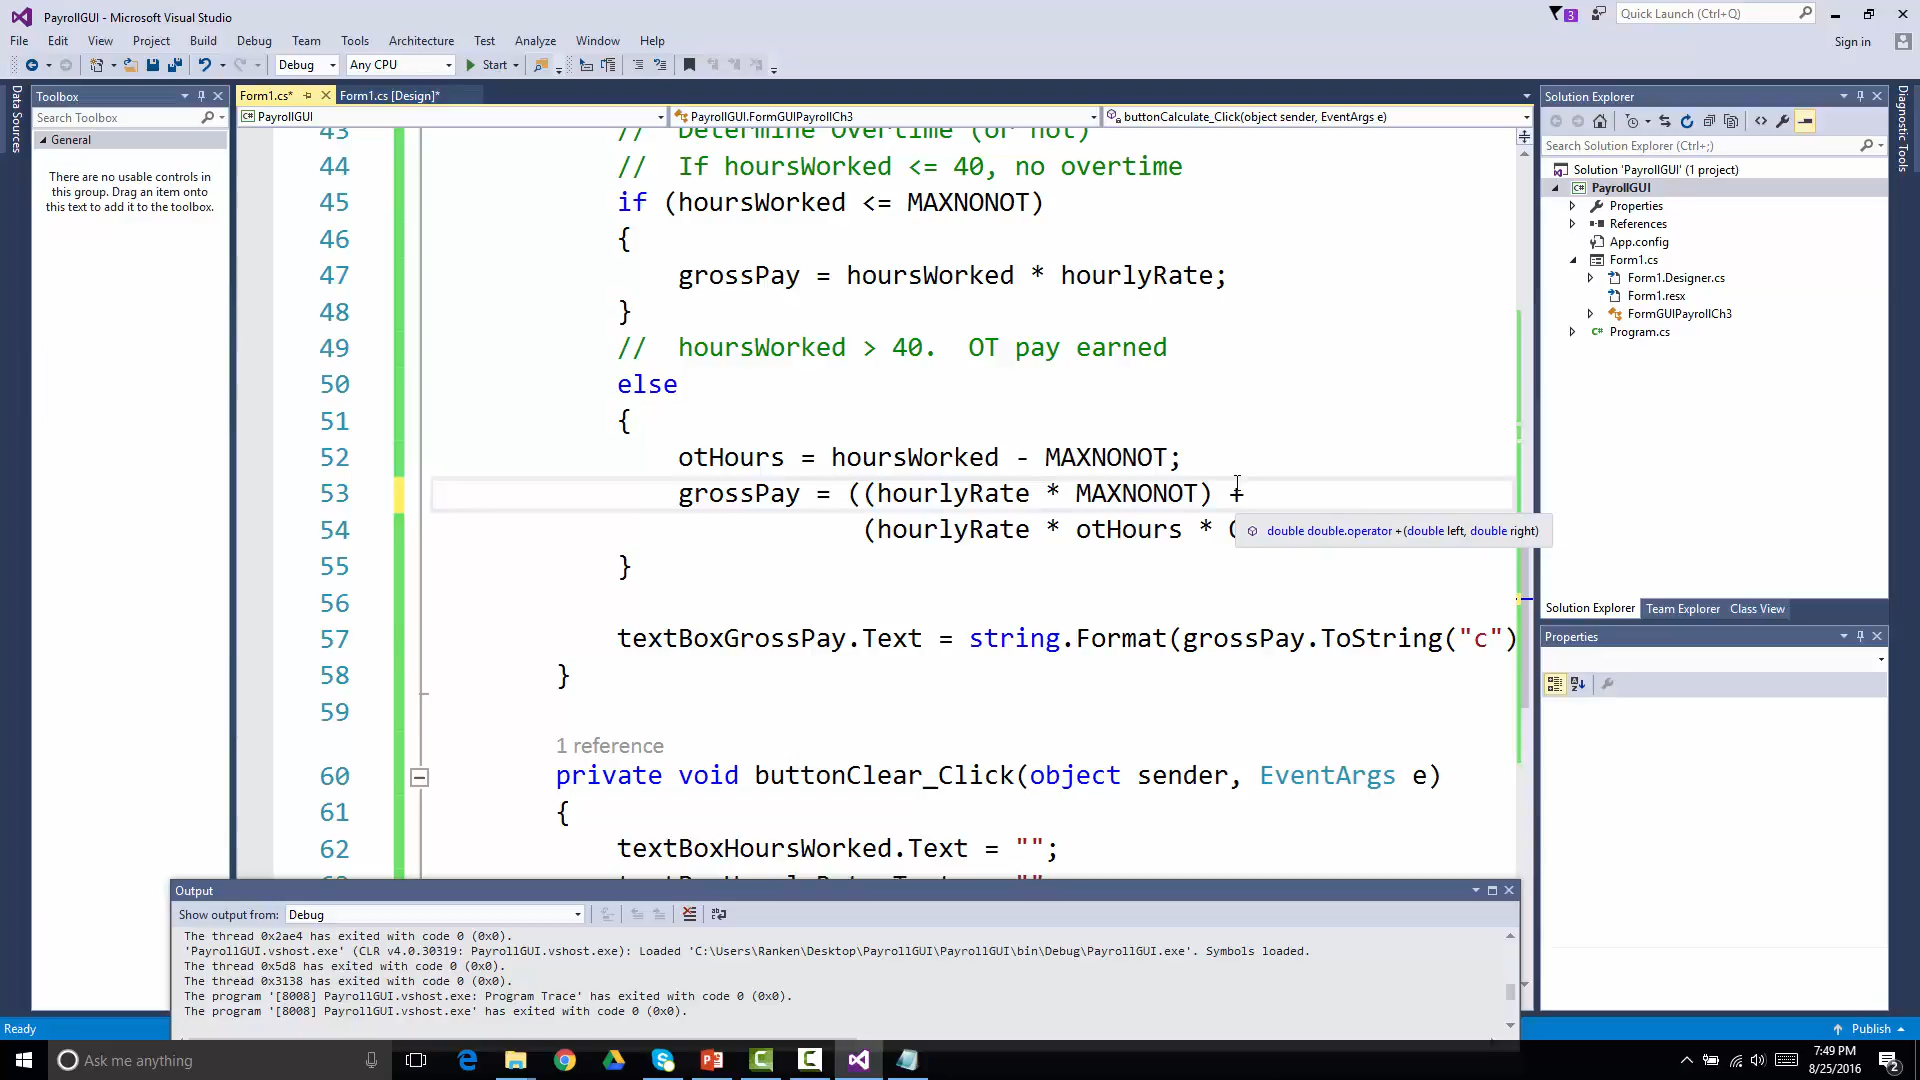 PayrollGUI - Microsoft Visual Studio
3
Quick Launch (Ctrl+Q)
File Edit View Project Build Debug Team Tools Architecture Test Analyze Window Help
Sign in
Debug
Any CPU
Start
Data Sources
Toolbox
Search Toolbox
General
There are no usable controls in
this group. Drag an item onto
this text to add it to the toolbox.
Form1.cs*
Form1.cs [Design]*
PayrollGUI
PayrollGUI.FormGUIPayrollCh3
buttonCalculate_Click(object sender, EventArgs e)
43 // Determine Overtime (or not)
44 // If hoursWorked <= 40, no overtime
45 if (hoursWorked <= MAXNONOT)
46 {
47 grossPay = hoursWorked * hourlyRate;
48 }
49 // hoursWorked > 40. OT pay earned
50 else
51 {
52 otHours = hoursWorked - MAXNONOT;
53 grossPay = ((hourlyRate * MAXNONOT) +
54 (hourlyRate * otHours *
double double.operator +(double left, double right)
55 }
56
57 textBoxGrossPay.Text = string.Format(grossPay.ToString("c")
58 }
59
1 reference
60 private void buttonClear_Click(object sender, EventArgs e)
61 {
62 textBoxHoursWorked.Text = "";
Solution Explorer
Search Solution Explorer (Ctrl+;)
Solution 'PayrollGUI' (1 project)
PayrollGUI
Properties
References
App.config
Form1.cs
Form1.Designer.cs
Form1.resx
FormGUIPayrollCh3
Program.cs
Solution Explorer Team Explorer Class View
Properties
Diagnostic Tools
Output
Show output from: Debug
The thread 0x2ae4 has exited with code 0 (0x0).
'PayrollGUI.vshost.exe' (CLR v4.0.30319: PayrollGUI.vshost.exe): Loaded 'C:\Users\Ranken\Desktop\PayrollGUI\PayrollGUI\bin\Debug\PayrollGUI.exe'. Symbols loaded.
The thread 0x5d8 has exited with code 0 (0x0).
The thread 0x3138 has exited with code 0 (0x0).
The program '[8008] PayrollGUI.vshost.exe: Program Trace' has exited with code 0 (0x0).
The program '[8008] PayrollGUI.vshost.exe' has exited with code 0 (0x0).
Ready
Publish
Ask me anything
7:49 PM
8/25/2016
2